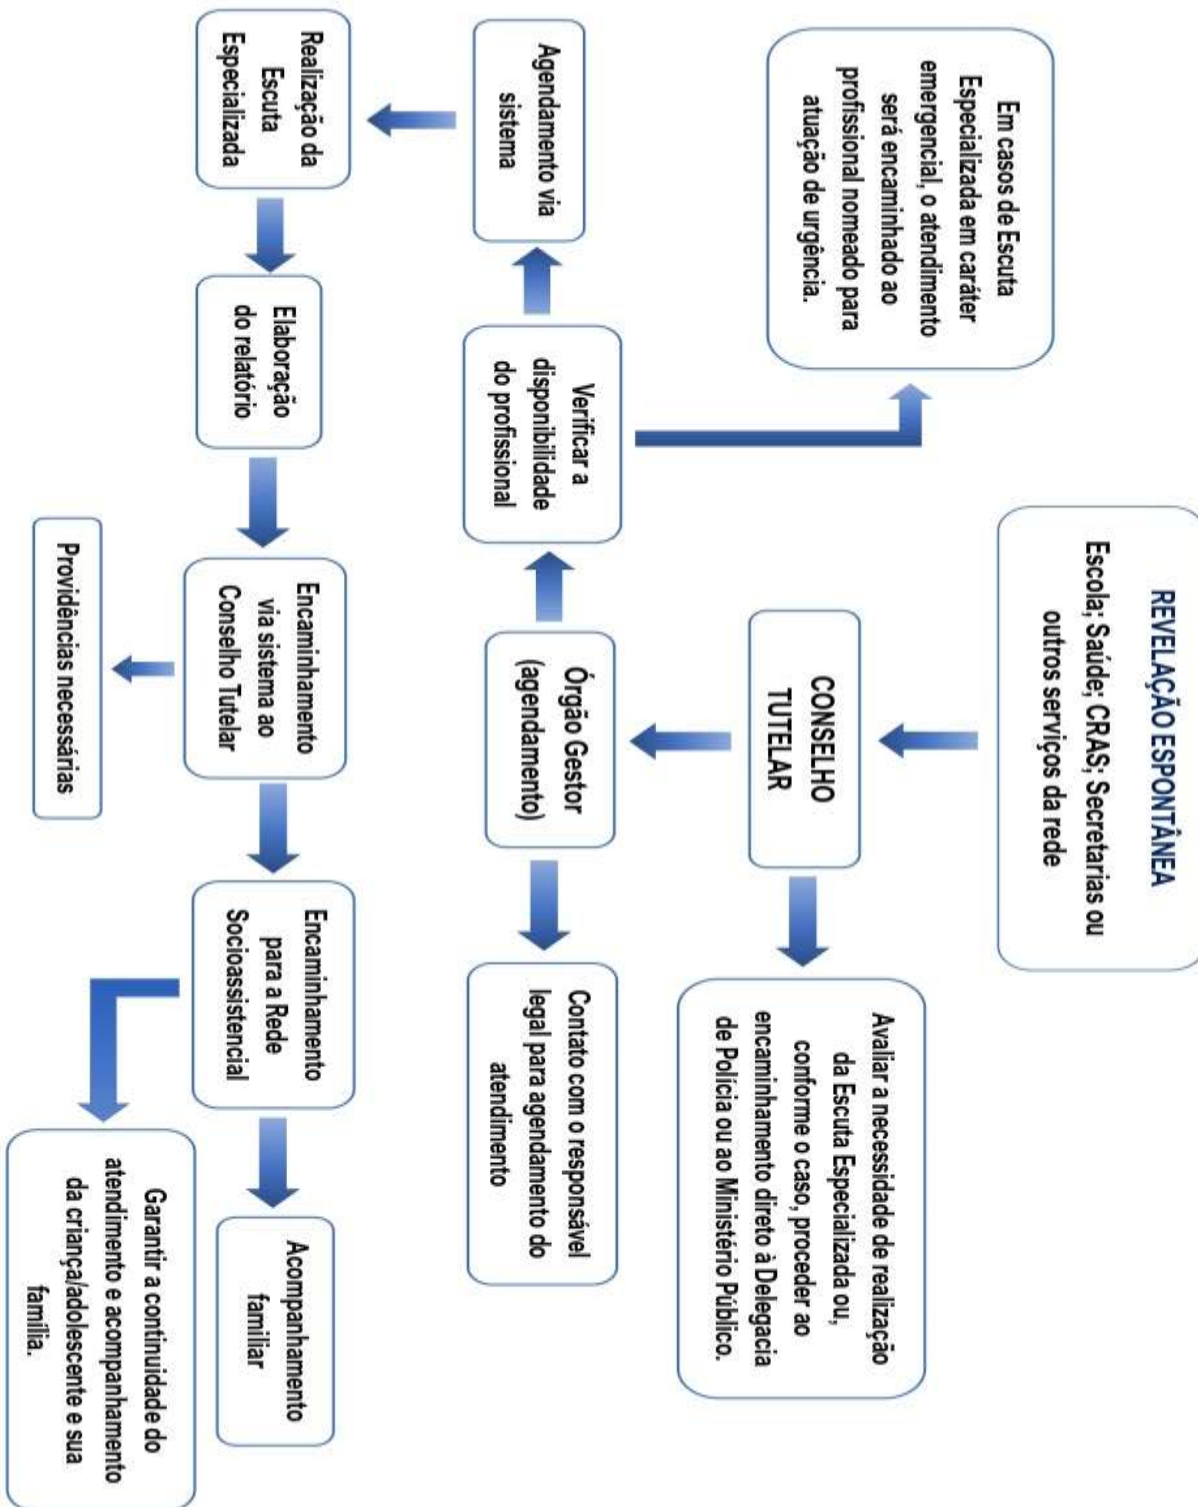 REVELAÇÃO ESPONTÂNEA
Escola; Saúde; CRAS; Secretarias ou
outros serviços da rede
CONSELHO
TUTELAR
Avaliar a necessidade de realização
da Escuta Especializada ou,
conforme o caso, proceder ao
encaminhamento direto à Delegacia
de Polícia ou ao Ministério Público.
Em casos de Escuta
Especializada em caráter
emergencial, o atendimento
será encaminhado ao
profissional nomeado para
atuação de urgência.
Órgão Gestor
(agendamento)
Contato com o responsável
legal para agendamento do
atendimento
Verificar a
disponibilidade
do profissional
Agendamento via
sistema
Realização da
Escuta
Especializada
Elaboração
do relatório
Encaminhamento
via sistema ao
Conselho Tutelar
Providências necessárias
Encaminhamento
para a Rede
Socioassistencial
Acompanhamento
familiar
Garantir a continuidade do
atendimento e acompanhamento
da criança/adolescente e sua
família.